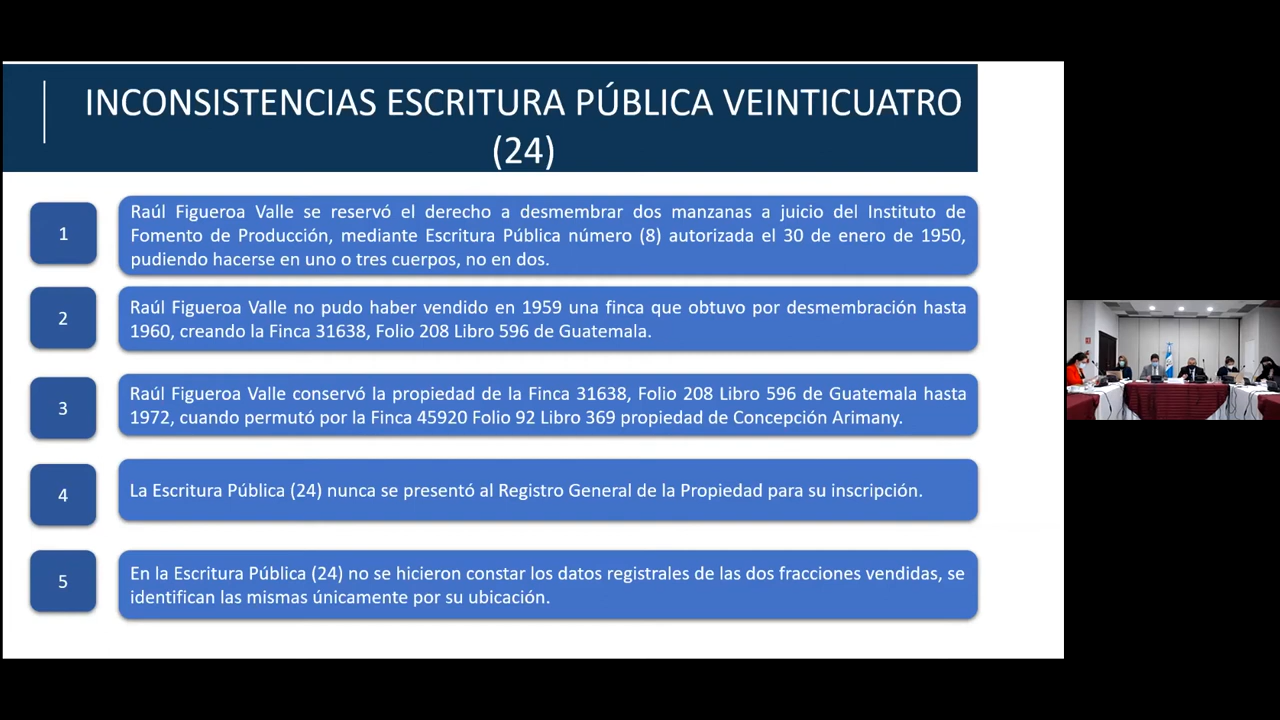 INCONSISTENCIAS ESCRITURA PÚBLICA VEINTICUATRO
(24)
1
Raúl Figueroa Valle se reservó el derecho a desmembrar dos manzanas a juicio del Instituto de
Fomento de Producción, mediante Escritura Pública número (8) autorizada el 30 de enero de 1950,
pudiendo hacerse en uno o tres cuerpos, no en dos.
2
Raúl Figueroa Valle no pudo haber vendido en 1959 una finca que obtuvo por desmembración hasta
1960, creando la Finca 31638, Folio 208 Libro 596 de Guatemala.
3
Raúl Figueroa Valle conservó la propiedad de la Finca 31638, Folio 208 Libro 596 de Guatemala hasta
1972, cuando permutó por la Finca 45920 Folio 92 Libro 369 propiedad de Concepción Arimany.
4
La Escritura Pública (24) nunca se presentó al Registro General de la Propiedad para su inscripción.
5
En la Escritura Pública (24) no se hicieron constar los datos registrales de las dos fracciones vendidas, se
identifican las mismas únicamente por su ubicación.